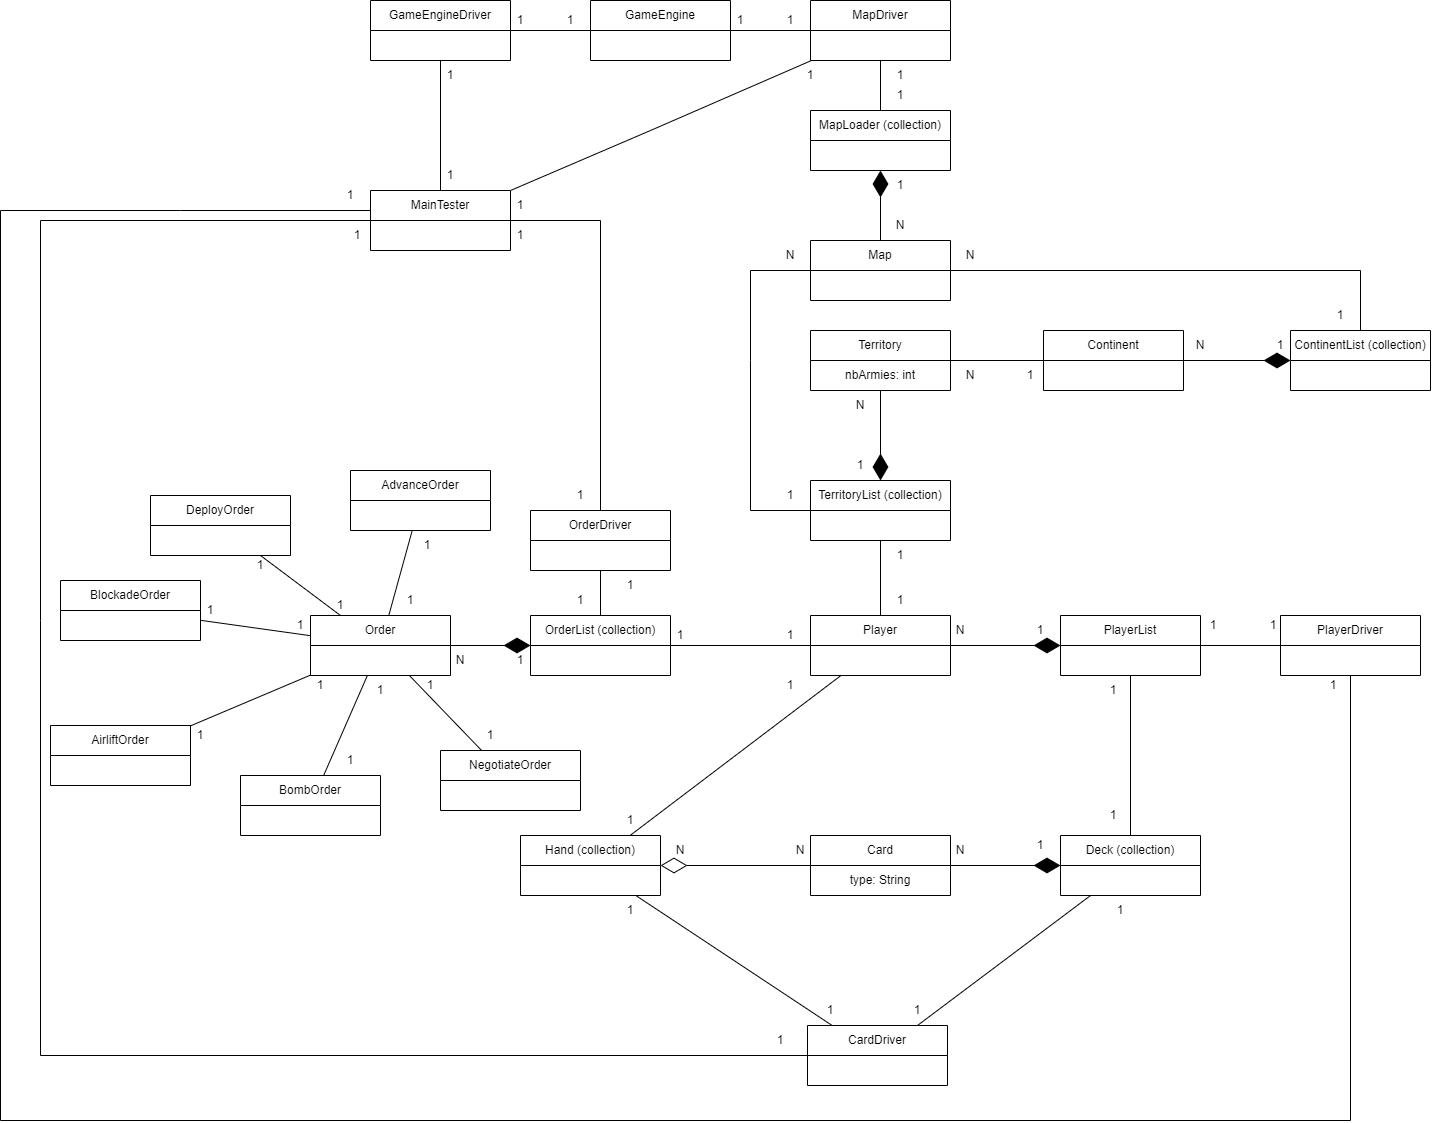 GameEngineDriver
1
1
GameEngine
1
1
MapDriver
1
1
1
1
MapLoader (collection)
1
1
1
MainTester
1
1
1
N
N
Map
N
1
Territory
nbArmies: int
N
1
Continent
N
1
ContinentList (collection)
N
1
AdvanceOrder
1
DeployOrder
1
1
TerritoryList (collection)
1
OrderDriver
1
1
1
BlockadeOrder
1
1
1
1
Order
N
1
1
OrderList (collection)
1
1
1
Player
N
1
PlayerList
1
1
PlayerDriver
1
1
1
1
1
1
AirliftOrder
1
1
NegotiateOrder
1
BombOrder
1
1
Hand (collection)
N
N
Card
type: String
N
1
Deck (collection)
1
1
1
1
1
CardDriver